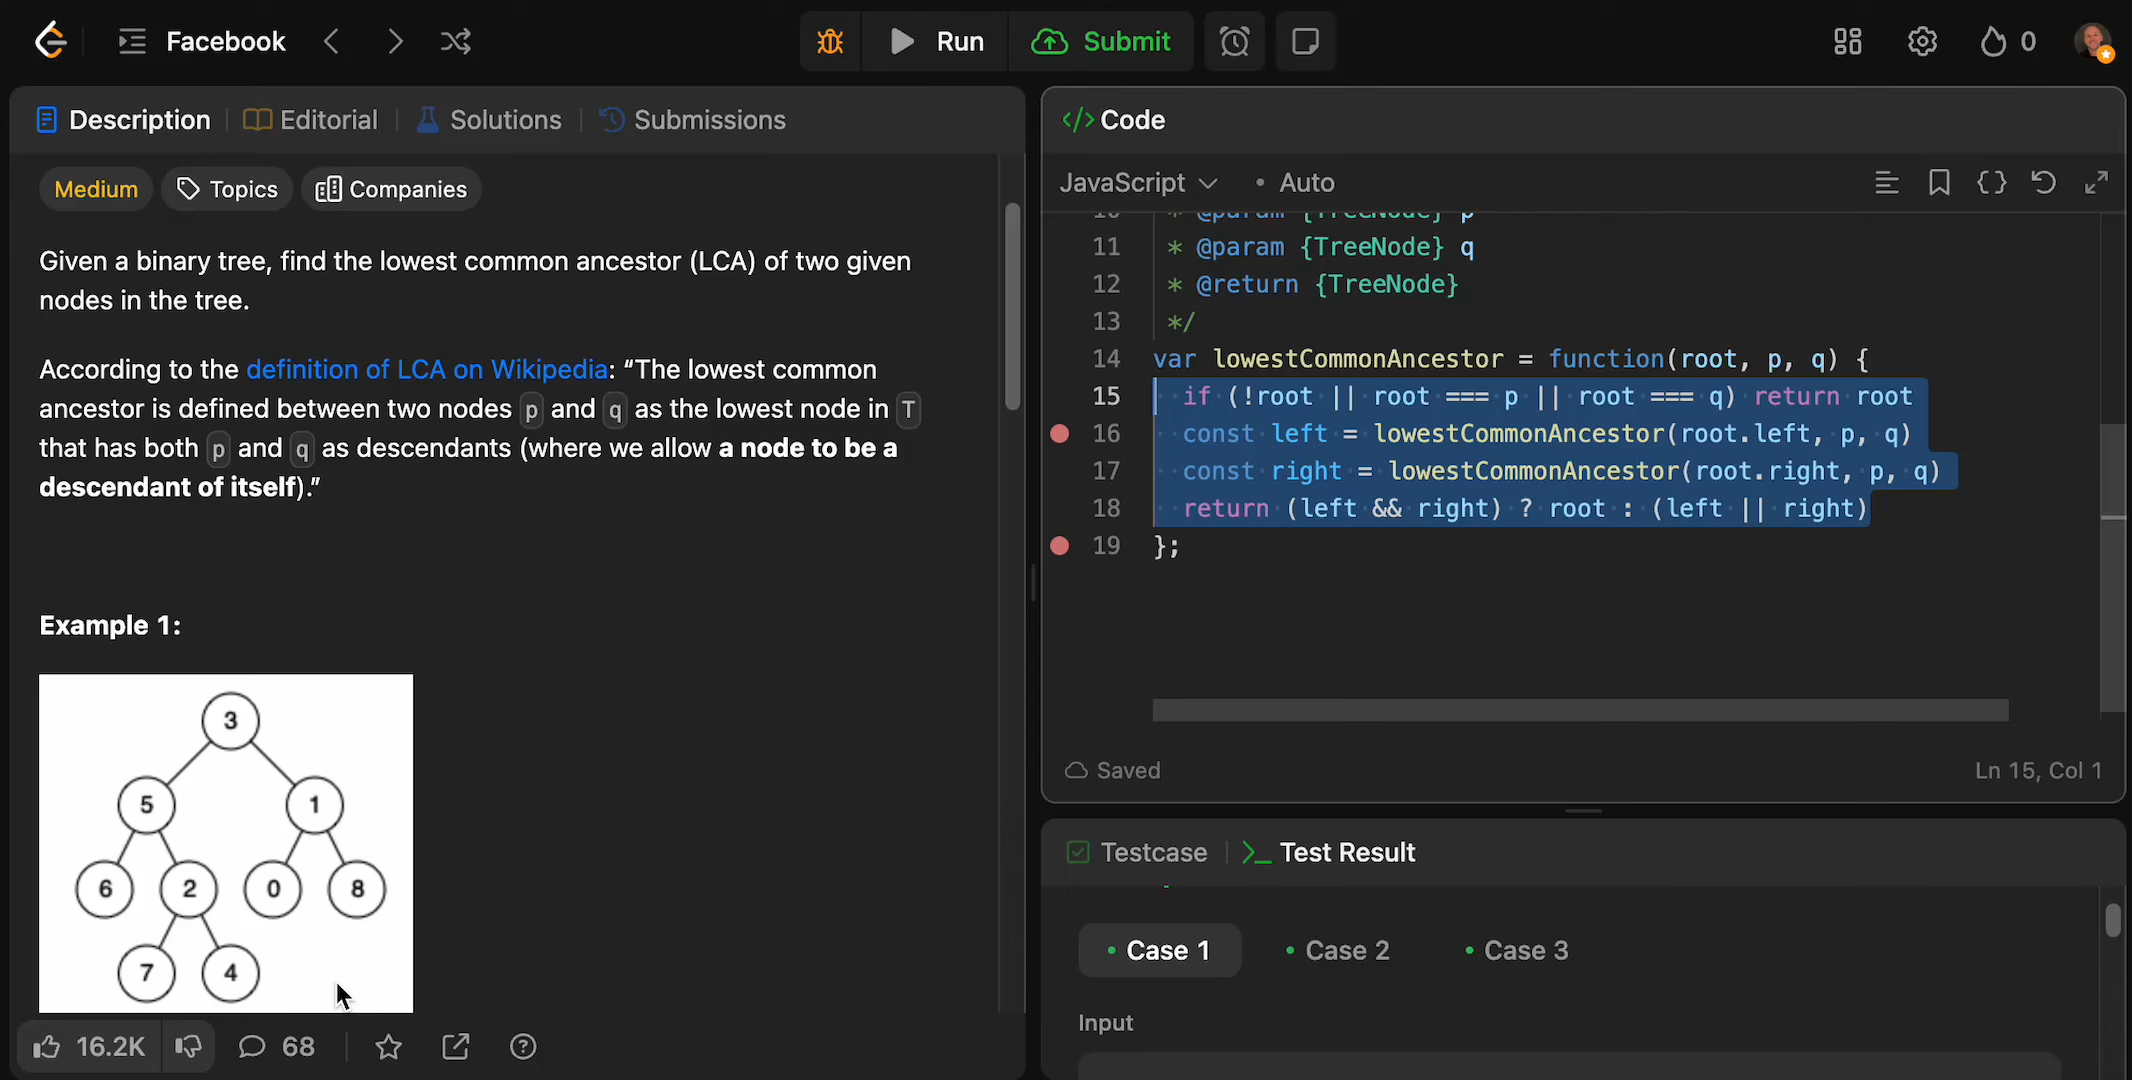 Facebook
Run
Submit
0
Description
Editorial
Solutions
Submissions
Medium
Topics
Companies
Given a binary tree, find the lowest common ancestor (LCA) of two given
nodes in the tree.
According to the definition of LCA on Wikipedia: “The lowest common
ancestor is defined between two nodes p and q as the lowest node in T
that has both p and q as descendants (where we allow a node to be a
descendant of itself).”
Example 1:
3
5 1
6 2 0 8
7 4
16.2K
68
</> Code
JavaScript • Auto
10 * @param {TreeNode} p
11 * @param {TreeNode} q
12 * @return {TreeNode}
13 */
14 var lowestCommonAncestor = function(root, p, q) {
15 if (!root || root === p || root === q) return root
16 const left = lowestCommonAncestor(root.left, p, q)
17 const right = lowestCommonAncestor(root.right, p, q)
18 return (left && right) ? root : (left || right)
19 };
Saved
Ln 15, Col 1
Testcase
Test Result
• Case 1
• Case 2
• Case 3
Input